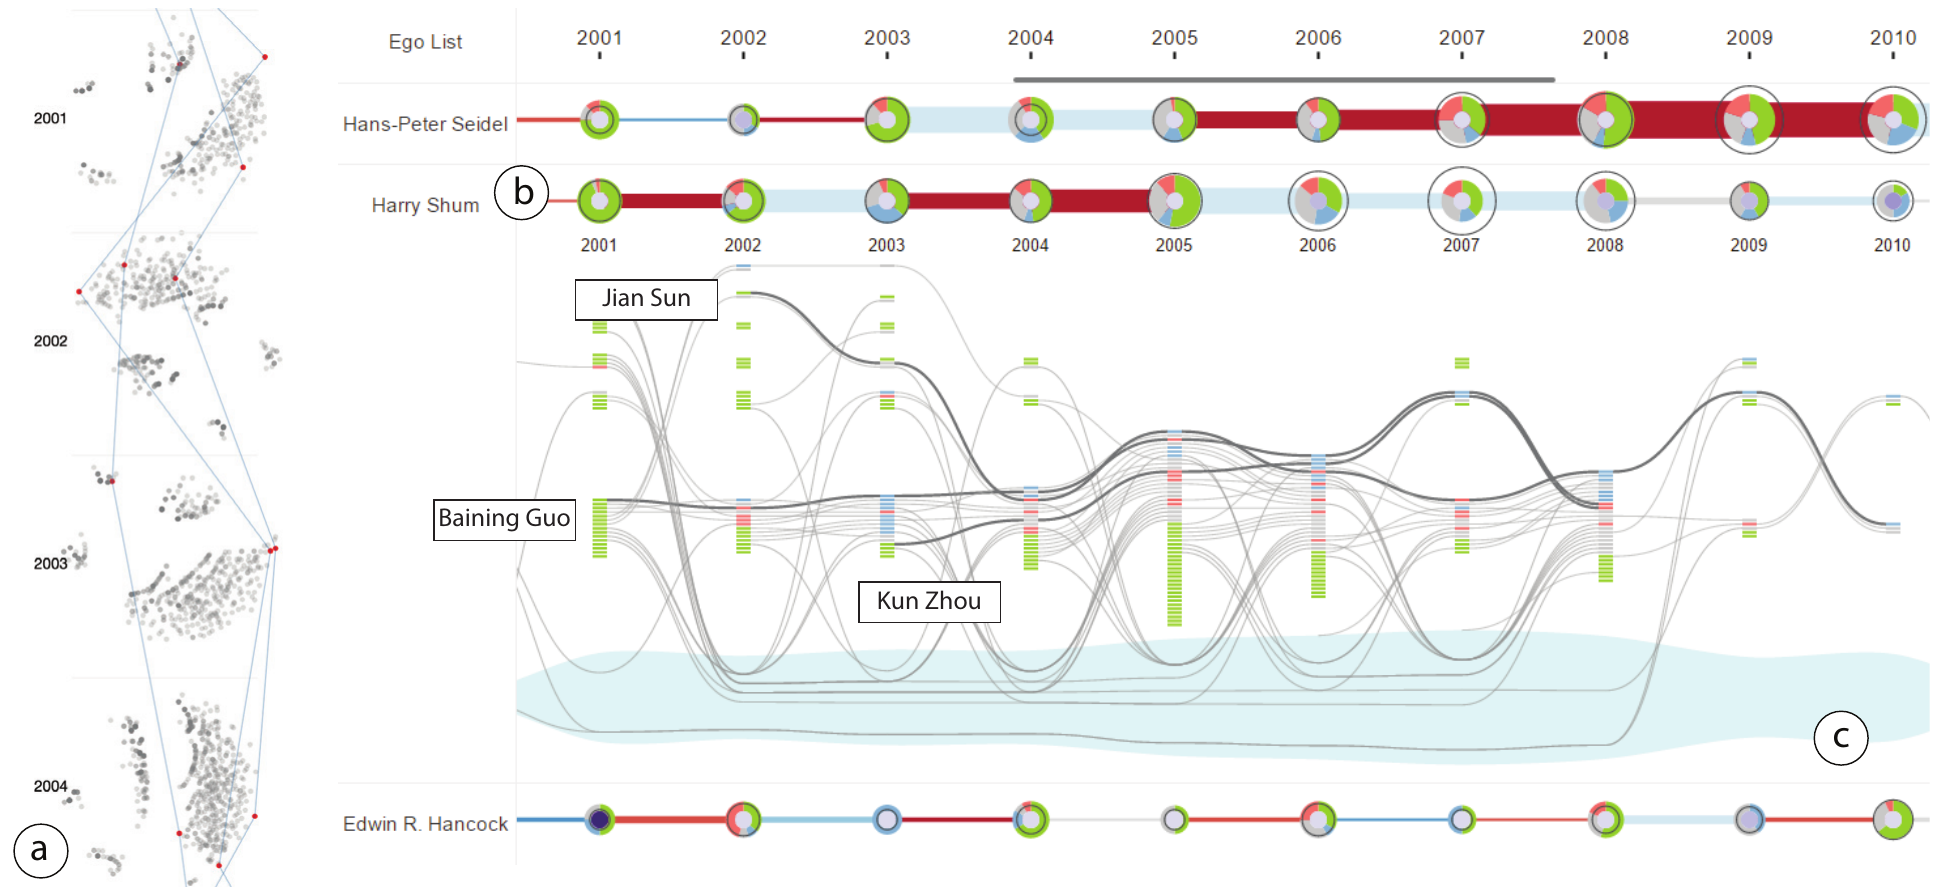 2001
2002
2003
2004
a
Ego List
2001 2002 2003 2004 2005 2006 2007 2008 2009 2010
Hans-Peter Seidel
b
Harry Shum
2001 2002 2003 2004 2005 2006 2007 2008 2009 2010
Jian Sun
Baining Guo
Kun Zhou
c
Edwin R. Hancock